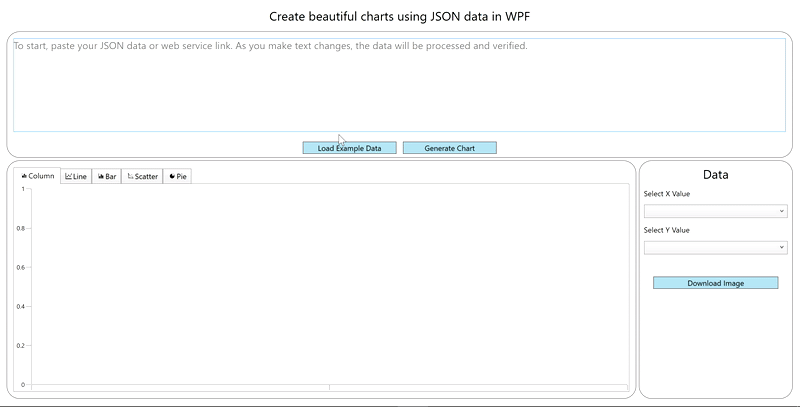 Create beautiful charts using JSON data in WPF
To start, paste your JSON data or web service link. As you make text changes, the data will be processed and verified.
Load Example Data
Generate Chart
Column
Line
Bar
Scatter
Pie
1
0.8
0.6
0.4
0.2
0
Data
Select X Value
Select Y Value
Download Image